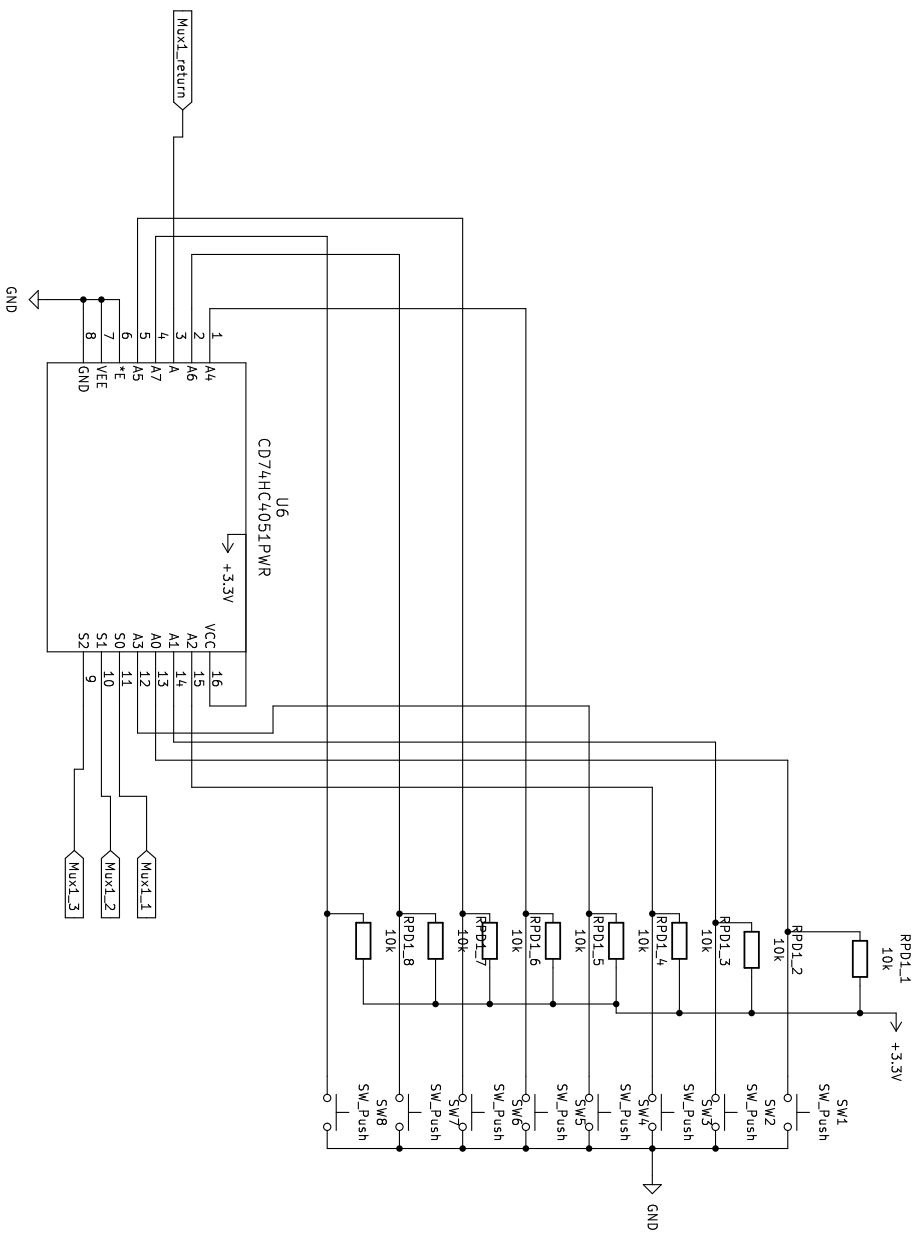 Mux1_return
GND
8
7
6
5
4
3
2
1
GND
VEE
*E
A5
A7
A
A6
A4
U6
CD74HC4051PWR
+3.3V
S2
S1
S0
A3
A0
A1
A2
VCC
9
10
11
12
13
14
15
16
Mux1_3
Mux1_2
Mux1_1
RPD1_1
10k
RPD1_2
10k
RPD1_3
10k
RPD1_4
10k
RPD1_5
10k
RPD1_6
10k
RPD1_7
10k
RPD1_8
10k
+3.3V
SW1
SW_Push
SW2
SW_Push
SW3
SW_Push
SW4
SW_Push
SW5
SW_Push
SW6
SW_Push
SW7
SW_Push
SW8
SW_Push
GND